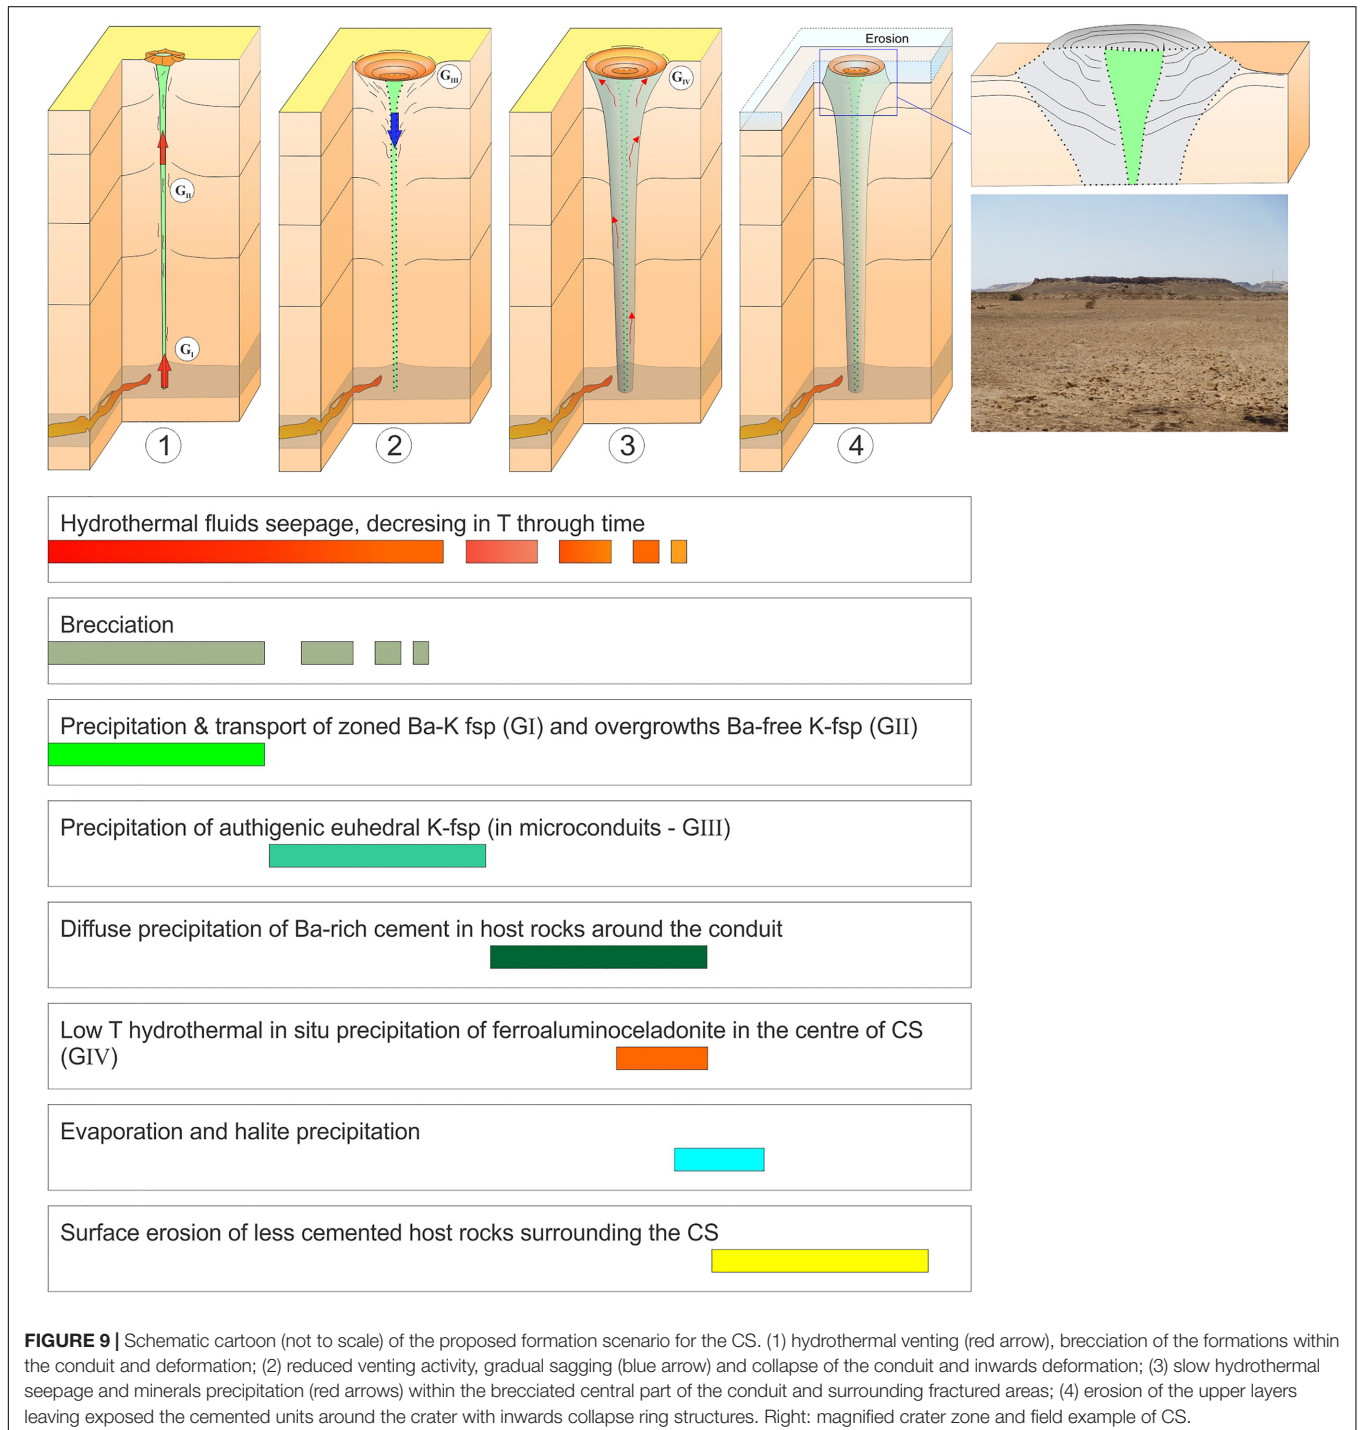 Erosion
G_I
G_II
G_III
G_IV
1
2
3
4
Hydrothermal fluids seepage, decresing in T through time
Brecciation
Precipitation & transport of zoned Ba-K fsp (GI) and overgrowths Ba-free K-fsp (GII)
Precipitation of authigenic euhedral K-fsp (in microconduits - GIII)
Diffuse precipitation of Ba-rich cement in host rocks around the conduit
Low T hydrothermal in situ precipitation of ferroaluminoceladonite in the centre of CS
(GIV)
Evaporation and halite precipitation
Surface erosion of less cemented host rocks surrounding the CS
FIGURE 9 | Schematic cartoon (not to scale) of the proposed formation scenario for the CS. (1) hydrothermal venting (red arrow), brecciation of the formations within
the conduit and deformation; (2) reduced venting activity, gradual sagging (blue arrow) and collapse of the conduit and inwards deformation; (3) slow hydrothermal
seepage and minerals precipitation (red arrows) within the brecciated central part of the conduit and surrounding fractured areas; (4) erosion of the upper layers
leaving exposed the cemented units around the crater with inwards collapse ring structures. Right: magnified crater zone and field example of CS.